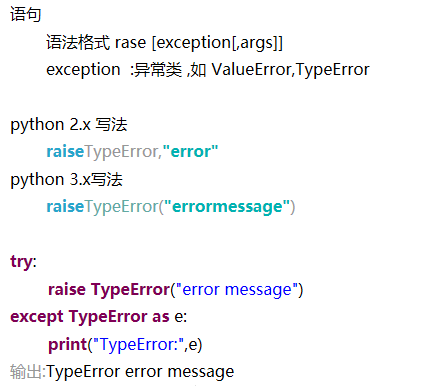 语句
语法格式 rase [exception[,args]]
exception :异常类 ,如 ValueError,TypeError
python 2.x 写法
raiseTypeError,"error"
python 3.x写法
raiseTypeError("errormessage")
try:
raise TypeError("error message")
except TypeError as e:
print("TypeError:",e)
输出:TypeError error message